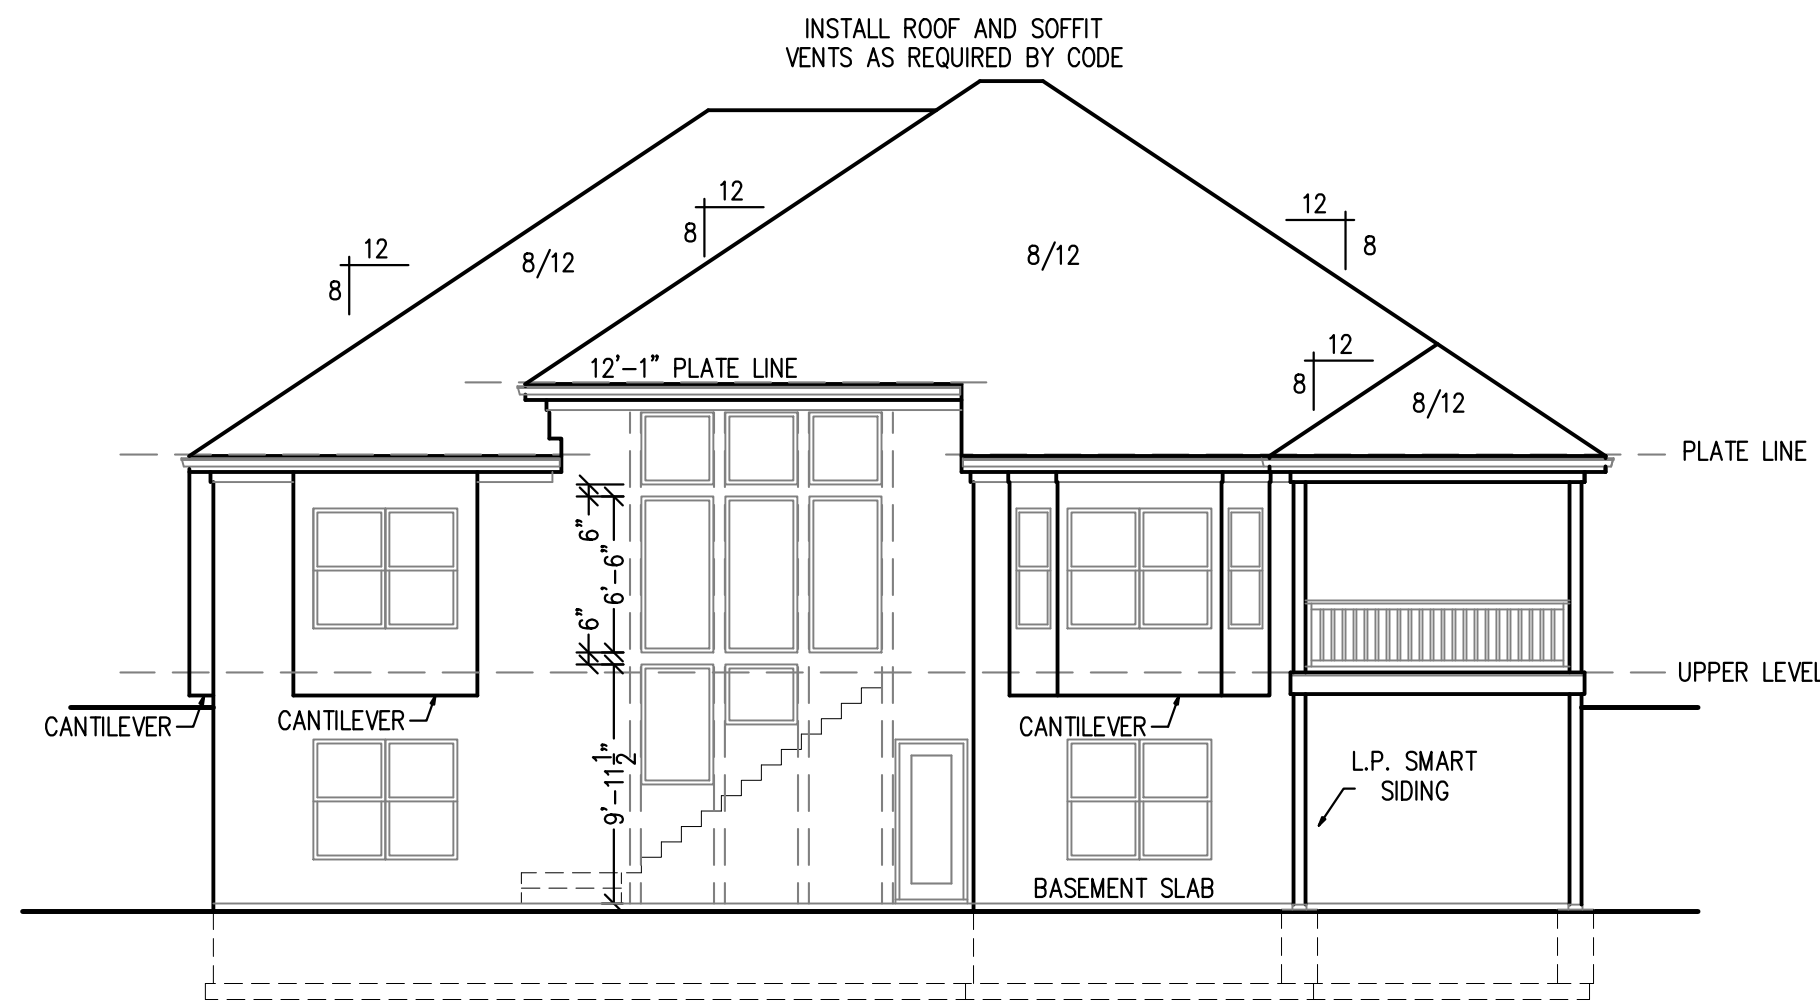 INSTALL ROOF AND SOFFIT
VENTS AS REQUIRED BY CODE
12
8
12
8
12
8
8/12
8/12
12
8
8/12
12'-1" PLATE LINE
PLATE LINE
6"
6'-6"
6"
UPPER LEVEL
CANTILEVER
CANTILEVER
CANTILEVER
9'-11 1/2"
L.P. SMART
SIDING
BASEMENT SLAB